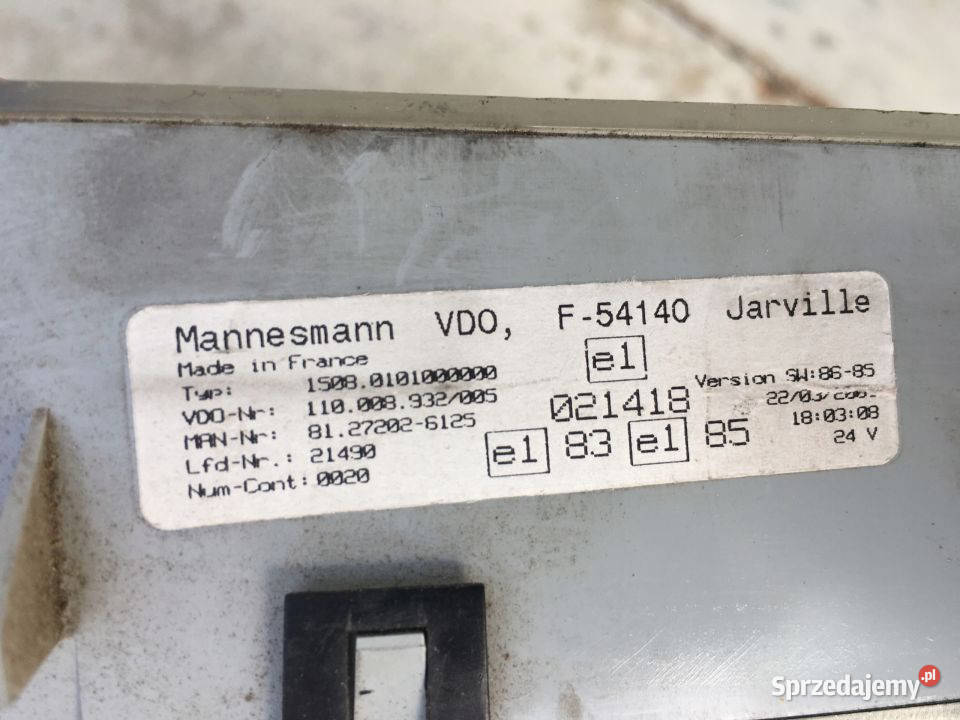 Mannesmann VDO, F-54140 Jarville
Made in France
e1
Typ: 1508.0101000000
Version SW:86-85
VDO-Nr: 110.008.932/005
021418
MAN-Nr: 81.27202-6125
18:03:08
Lfd-Nr.: 21490
e1 83 e1 85
24 V
Num-Cont: 0020
Sprzedajemy.pl